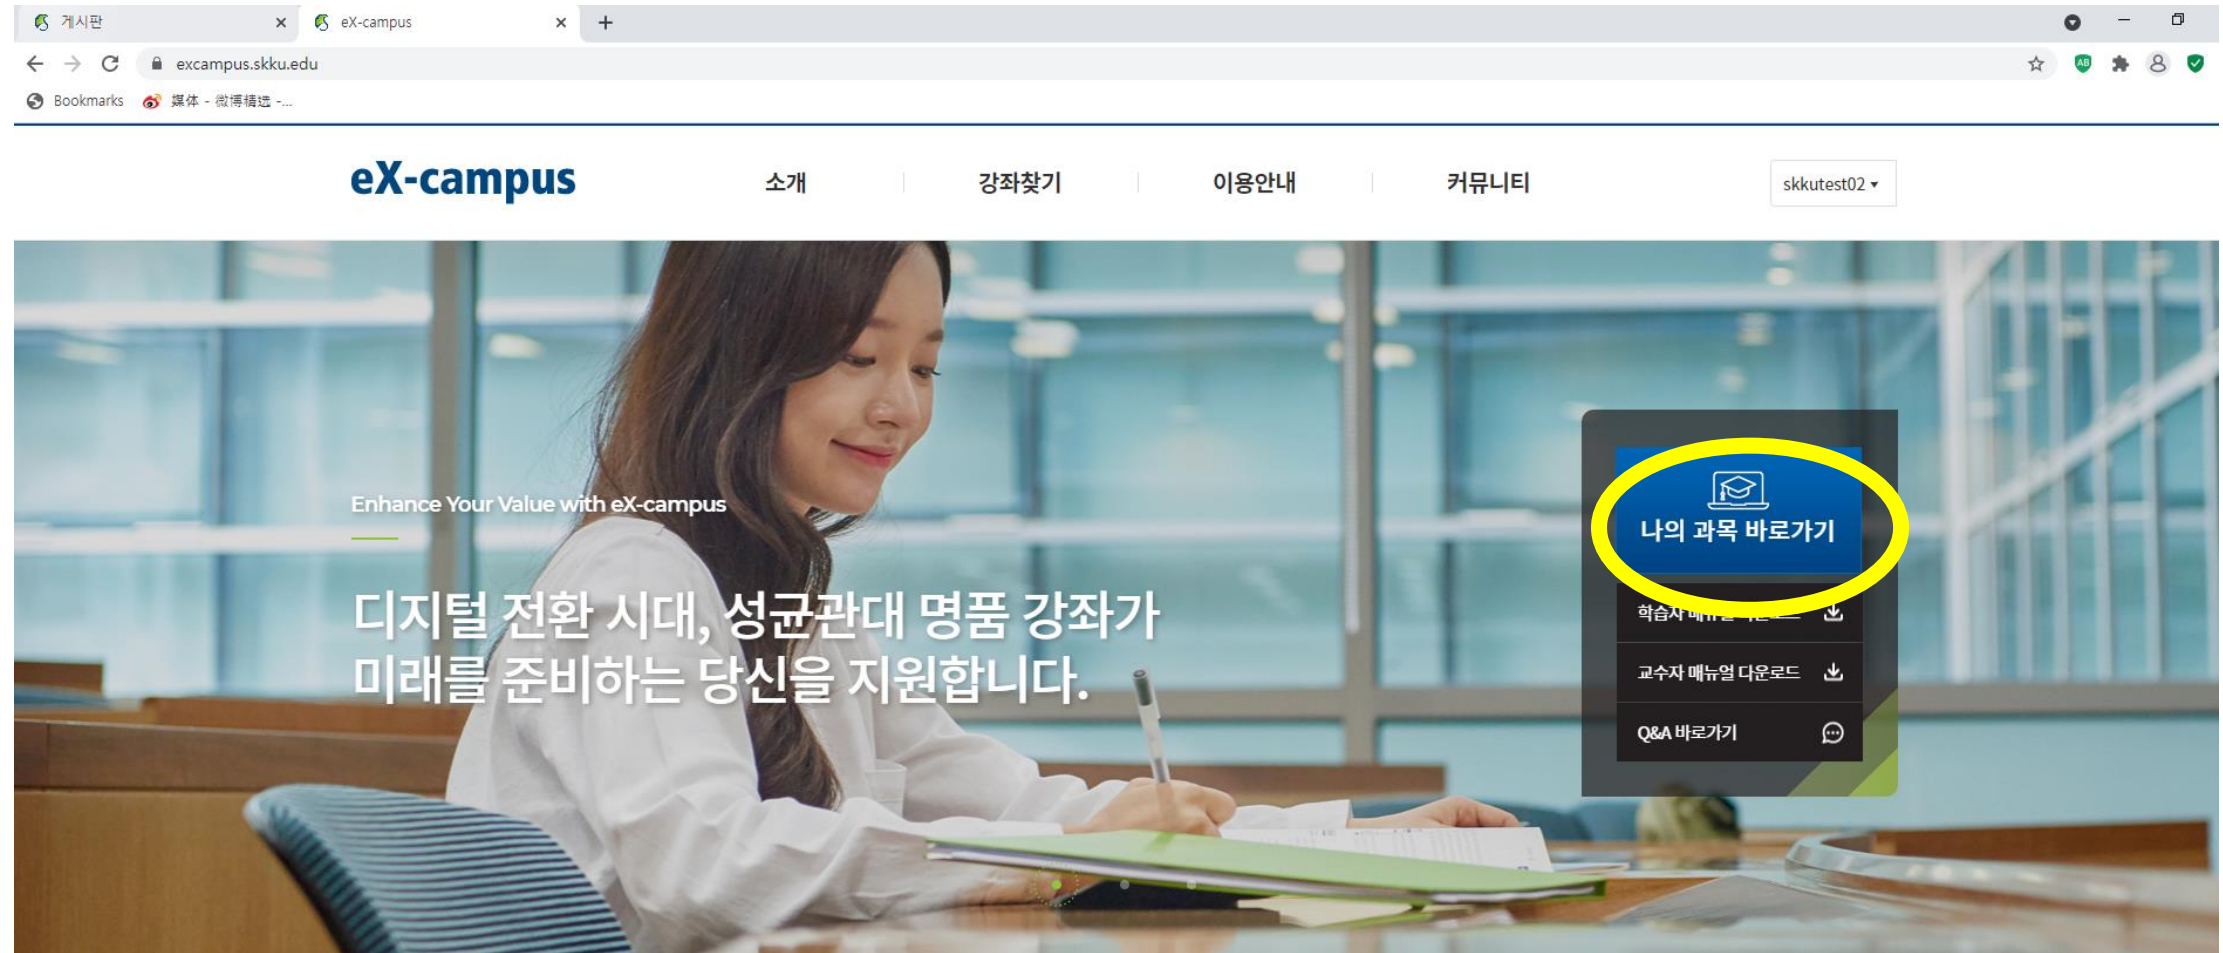 게시판
eX-campus
excampus.skku.edu
AB
Bookmarks 媒体 - 微博精选 -...
eX-campus 소개 강좌찾기 이용안내 커뮤니티 skkutest02
Enhance Your Value with eX-campus
디지털 전환 시대, 성균관대 명품 강좌가
미래를 준비하는 당신을 지원합니다.
나의 과목 바로가기
학습자
교수자 매뉴얼 다운로드
Q&A 바로가기